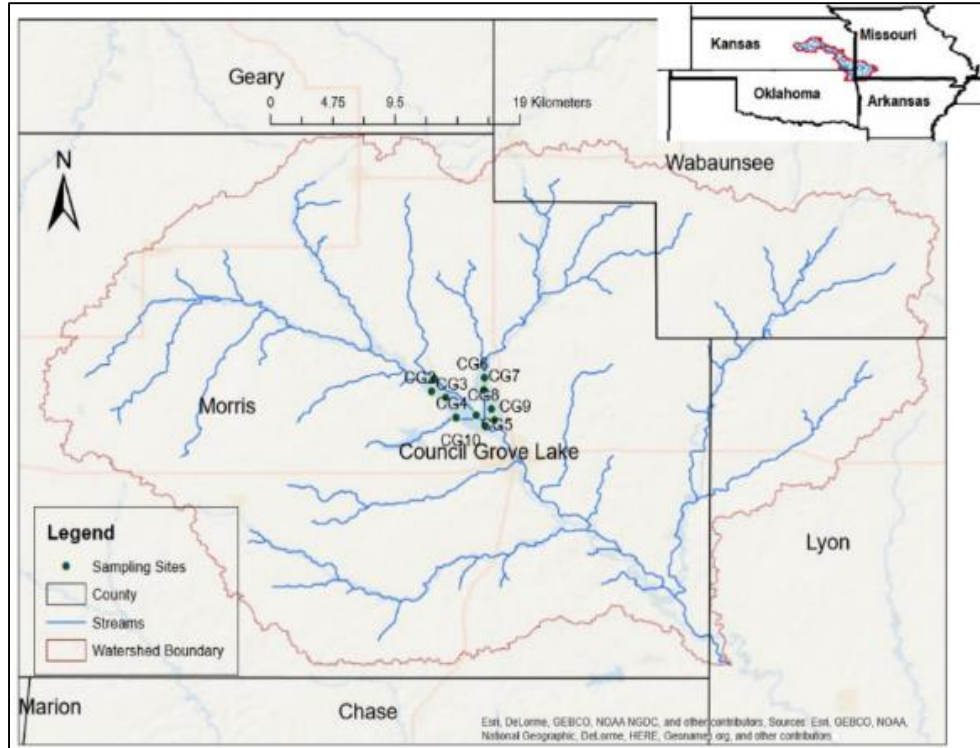 Kansas
Missouri
Oklahoma
Arkansas
Geary
0 4.75 9.5 19 Kilometers
Wabaunsee
N
CG6
CG7
CG2
CG3
CG8
CG4
CG9
CG5
CG10
Morris
Council Grove Lake
Legend
Sampling Sites
County
Streams
Watershed Boundary
Lyon
Marion
Chase
Esri, DeLorme, GEBCO, NOAA NGDC, and other contributors, Sources: Esri, GEBCO, NOAA,
National Geographic, DeLorme, HERE, Geonames.org, and other contributors